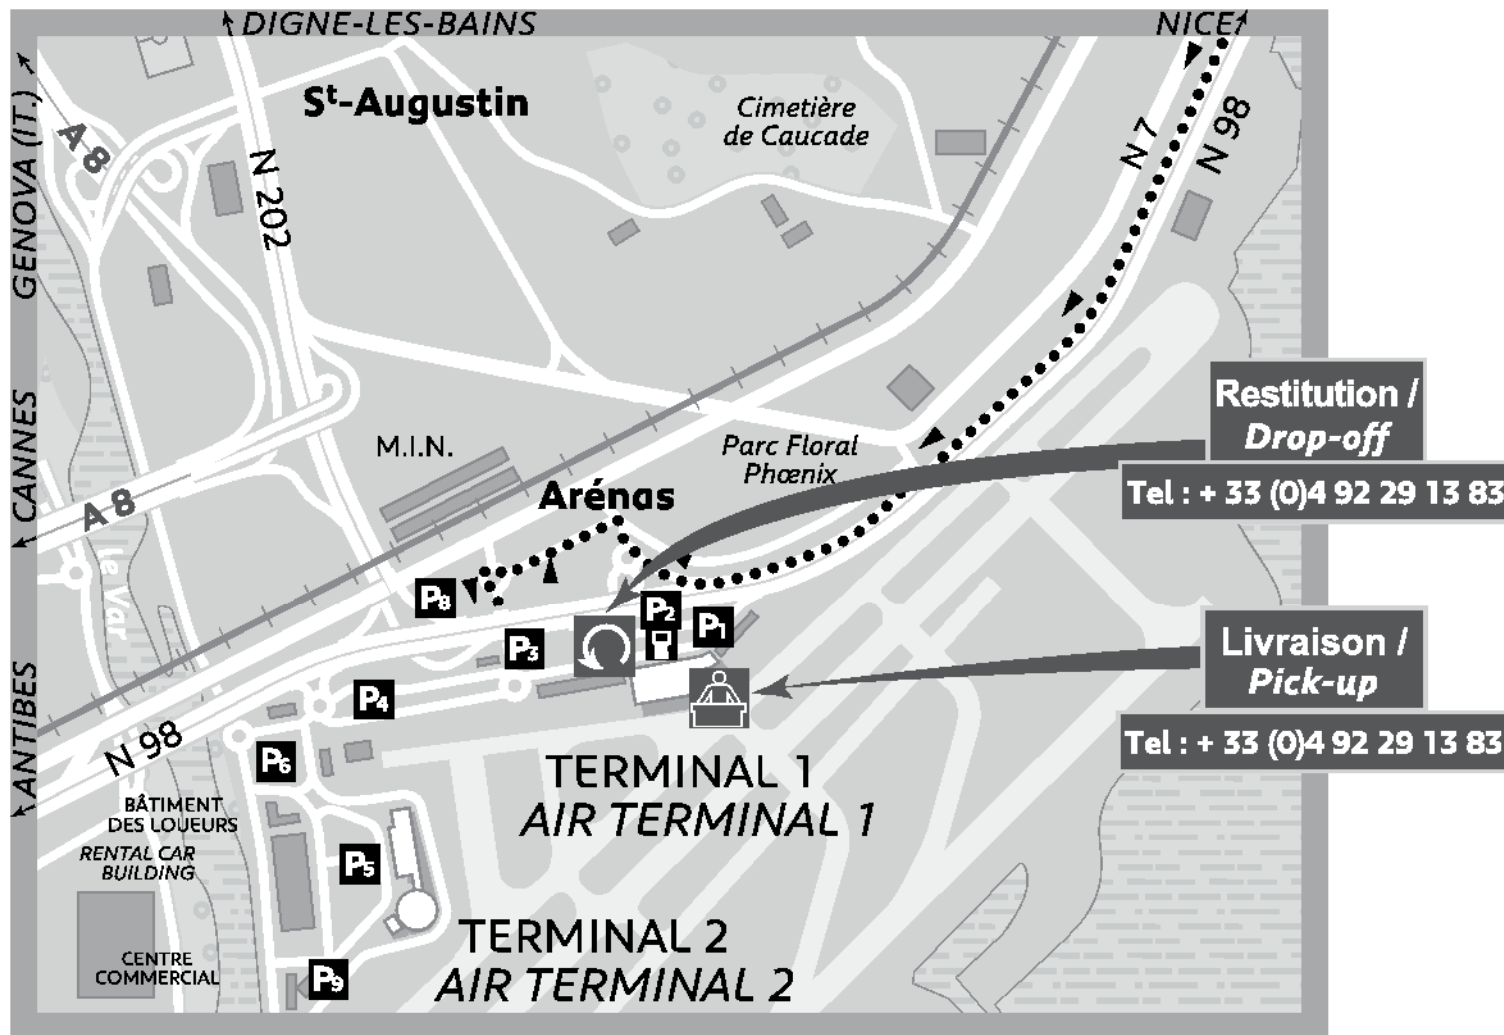 DIGNE-LES-BAINS
NICE
GENOVA (IT.)
A 8
St-Augustin
Cimetière
de Caucade
N 7
N 98
N 202
CANNES
Restitution /
Drop-off
M.I.N.
Parc Floral
Phœnix
Tel : + 33 (0)4 92 29 13 83
A 8
Arénas
le Var
P8
P2
P1
P3
Livraison /
Pick-up
ANTIBES
P4
Tel : + 33 (0)4 92 29 13 83
N 98
P6
TERMINAL 1
AIR TERMINAL 1
BÂTIMENT
DES LOUEURS
RENTAL CAR
BUILDING
P5
TERMINAL 2
AIR TERMINAL 2
CENTRE
COMMERCIAL
P9